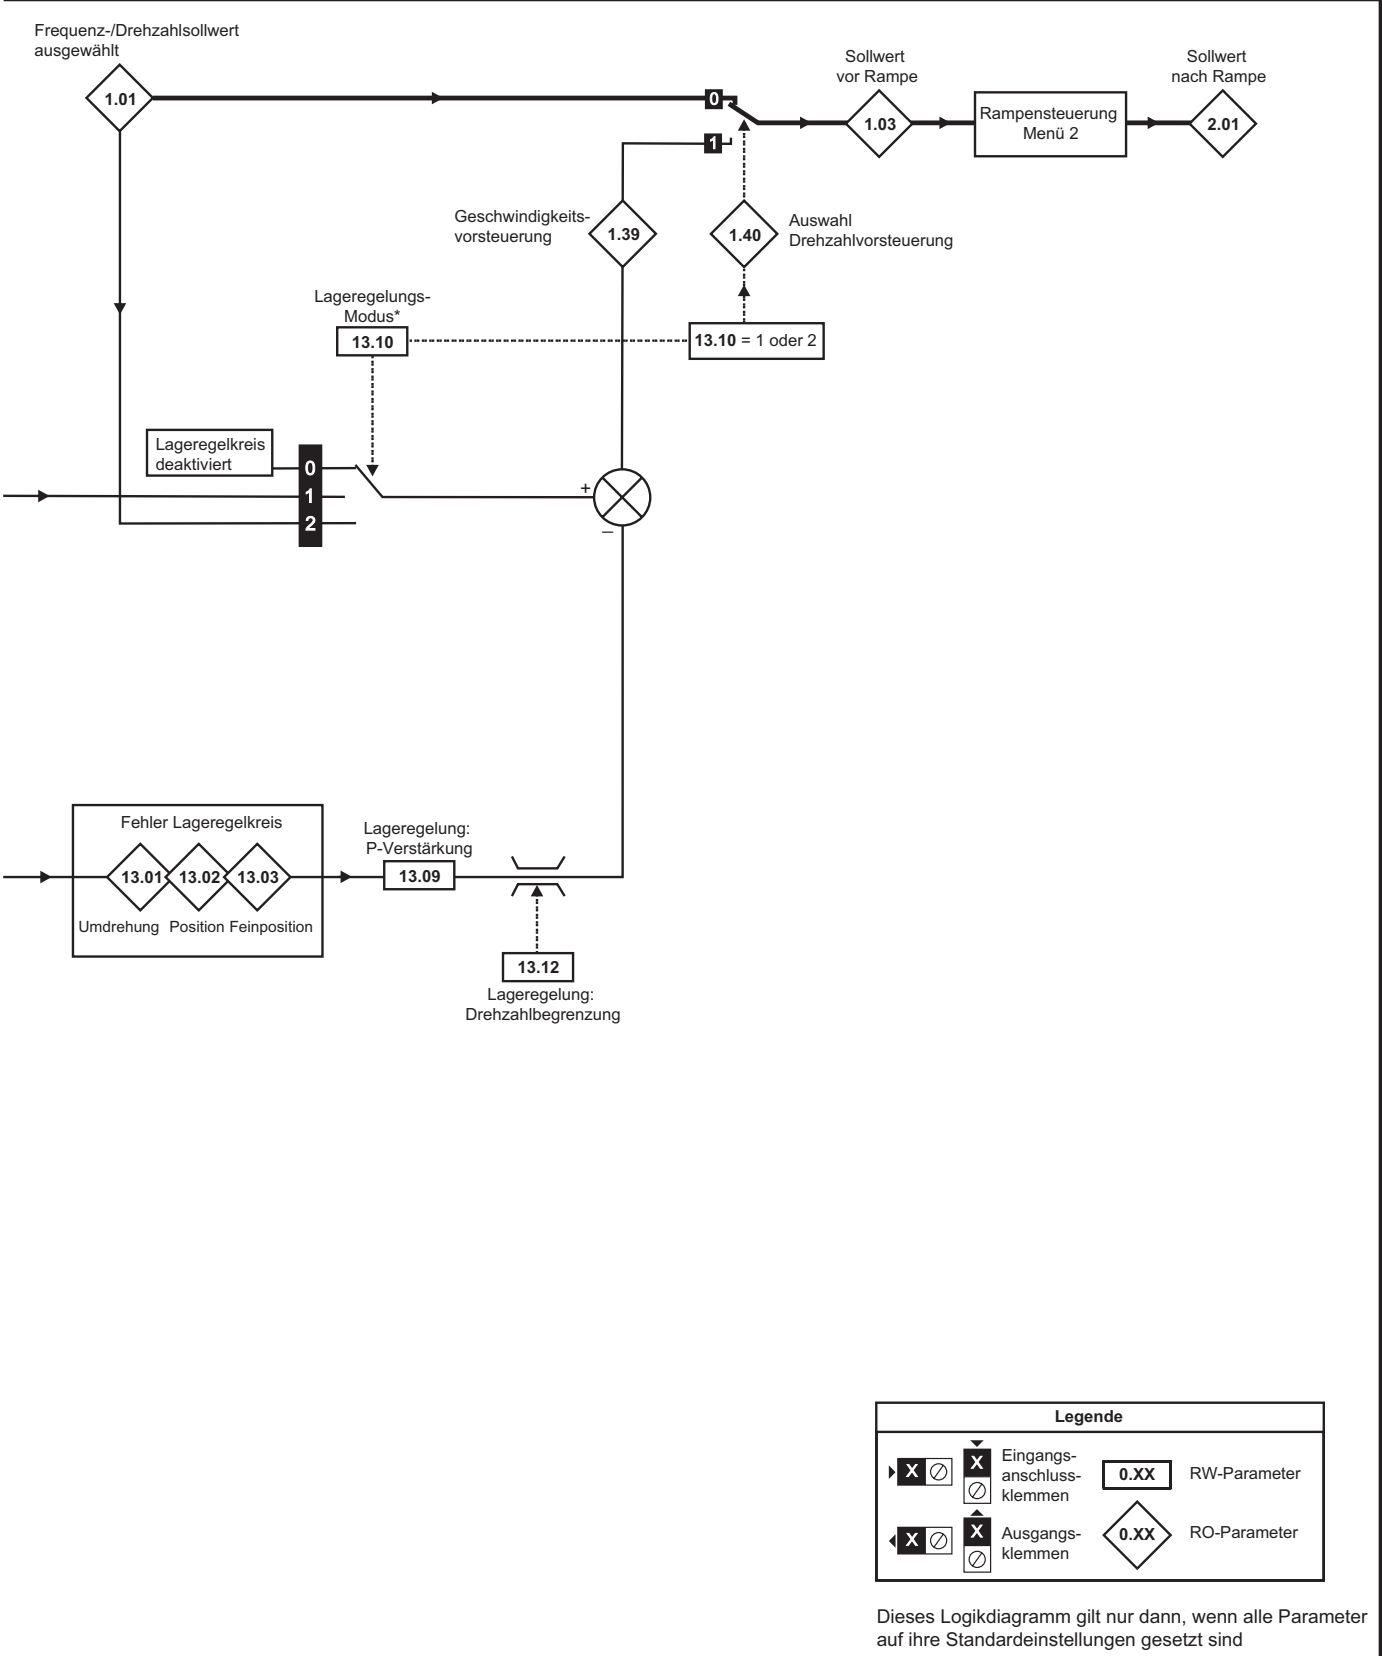 Frequenz-/Drehzahlsollwert
ausgewählt
1.01
0
1
Sollwert
vor Rampe
1.03
Rampensteuerung
Menü 2
Sollwert
nach Rampe
2.01
Geschwindigkeits-
vorsteuerung
1.39
1.40
Auswahl
Drehzahlvorsteuerung
Lageregelungs-
Modus*
13.10
13.10 = 1 oder 2
Lageregelkreis
deaktiviert
0
1
2
+
–
Fehler Lageregelkreis
13.01 13.02 13.03
Umdrehung Position Feinposition
Lageregelung:
P-Verstärkung
13.09
13.12
Lageregelung:
Drehzahlbegrenzung
Legende
X
X
Eingangs-
anschluss-
klemmen
0.XX
RW-Parameter
X
X
Ausgangs-
klemmen
0.XX
RO-Parameter
Dieses Logikdiagramm gilt nur dann, wenn alle Parameter
auf ihre Standardeinstellungen gesetzt sind